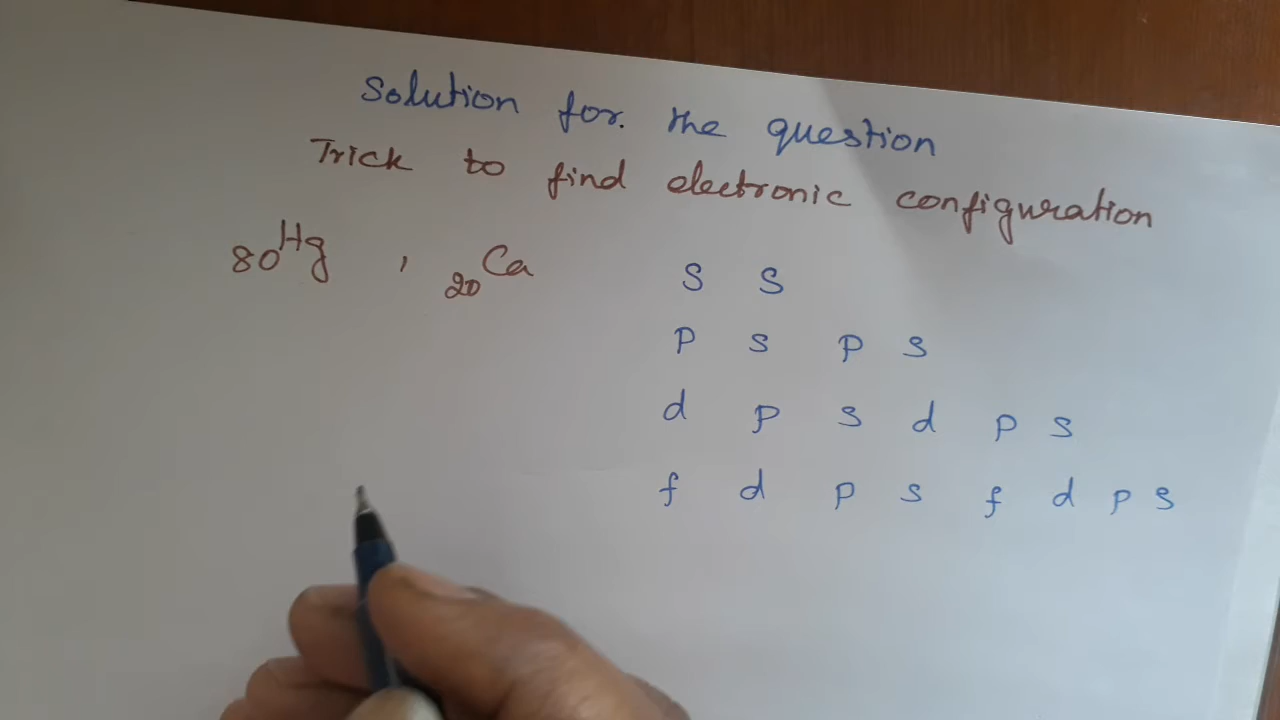 Solution for. the question
Trick to find electronic configuration
80Hg , 20Ca
S S
P S P S
d P S d P S
f d P S f d P S